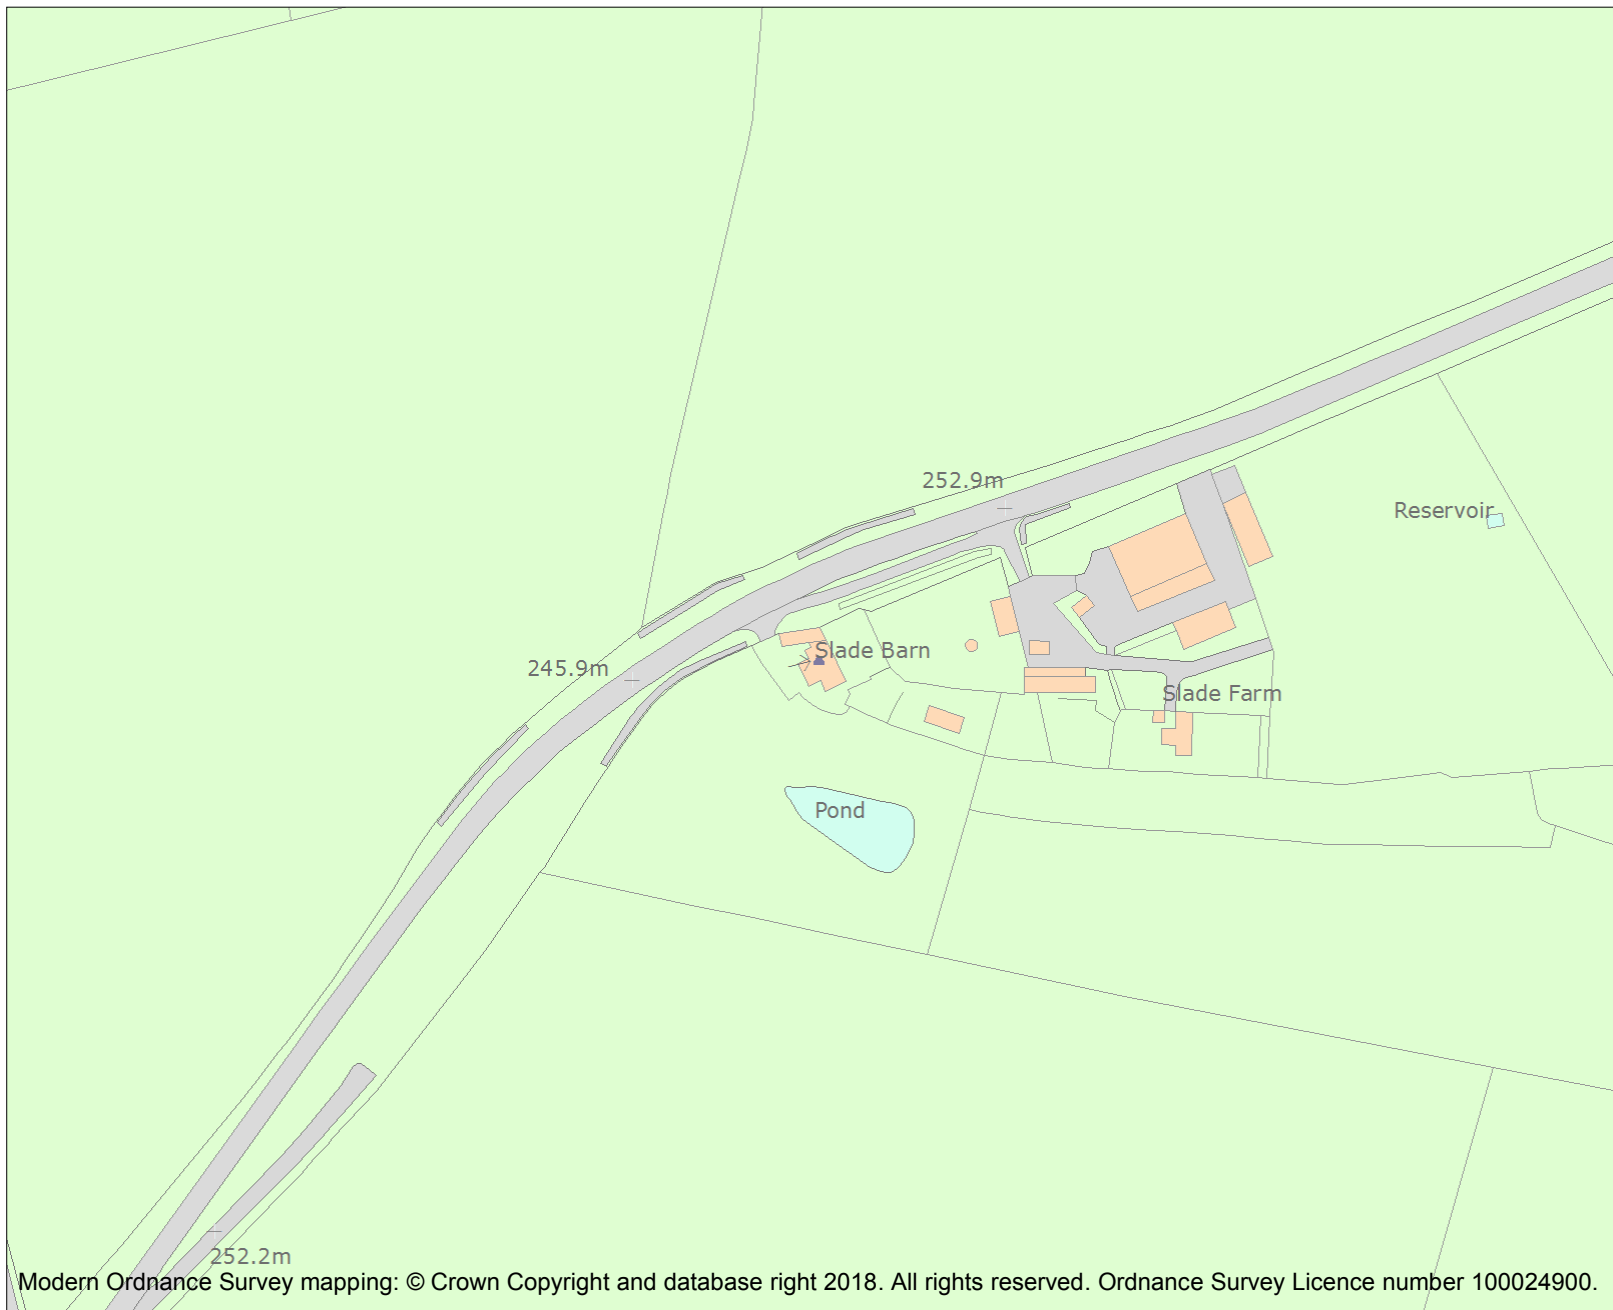 252.9m
Reservoir
Slade Barn
245.9m
Slade Farm
Pond
252.2m
Modern Ordnance Survey mapping: © Crown Copyright and database right 2018. All rights reserved. Ordnance Survey Licence number 100024900.